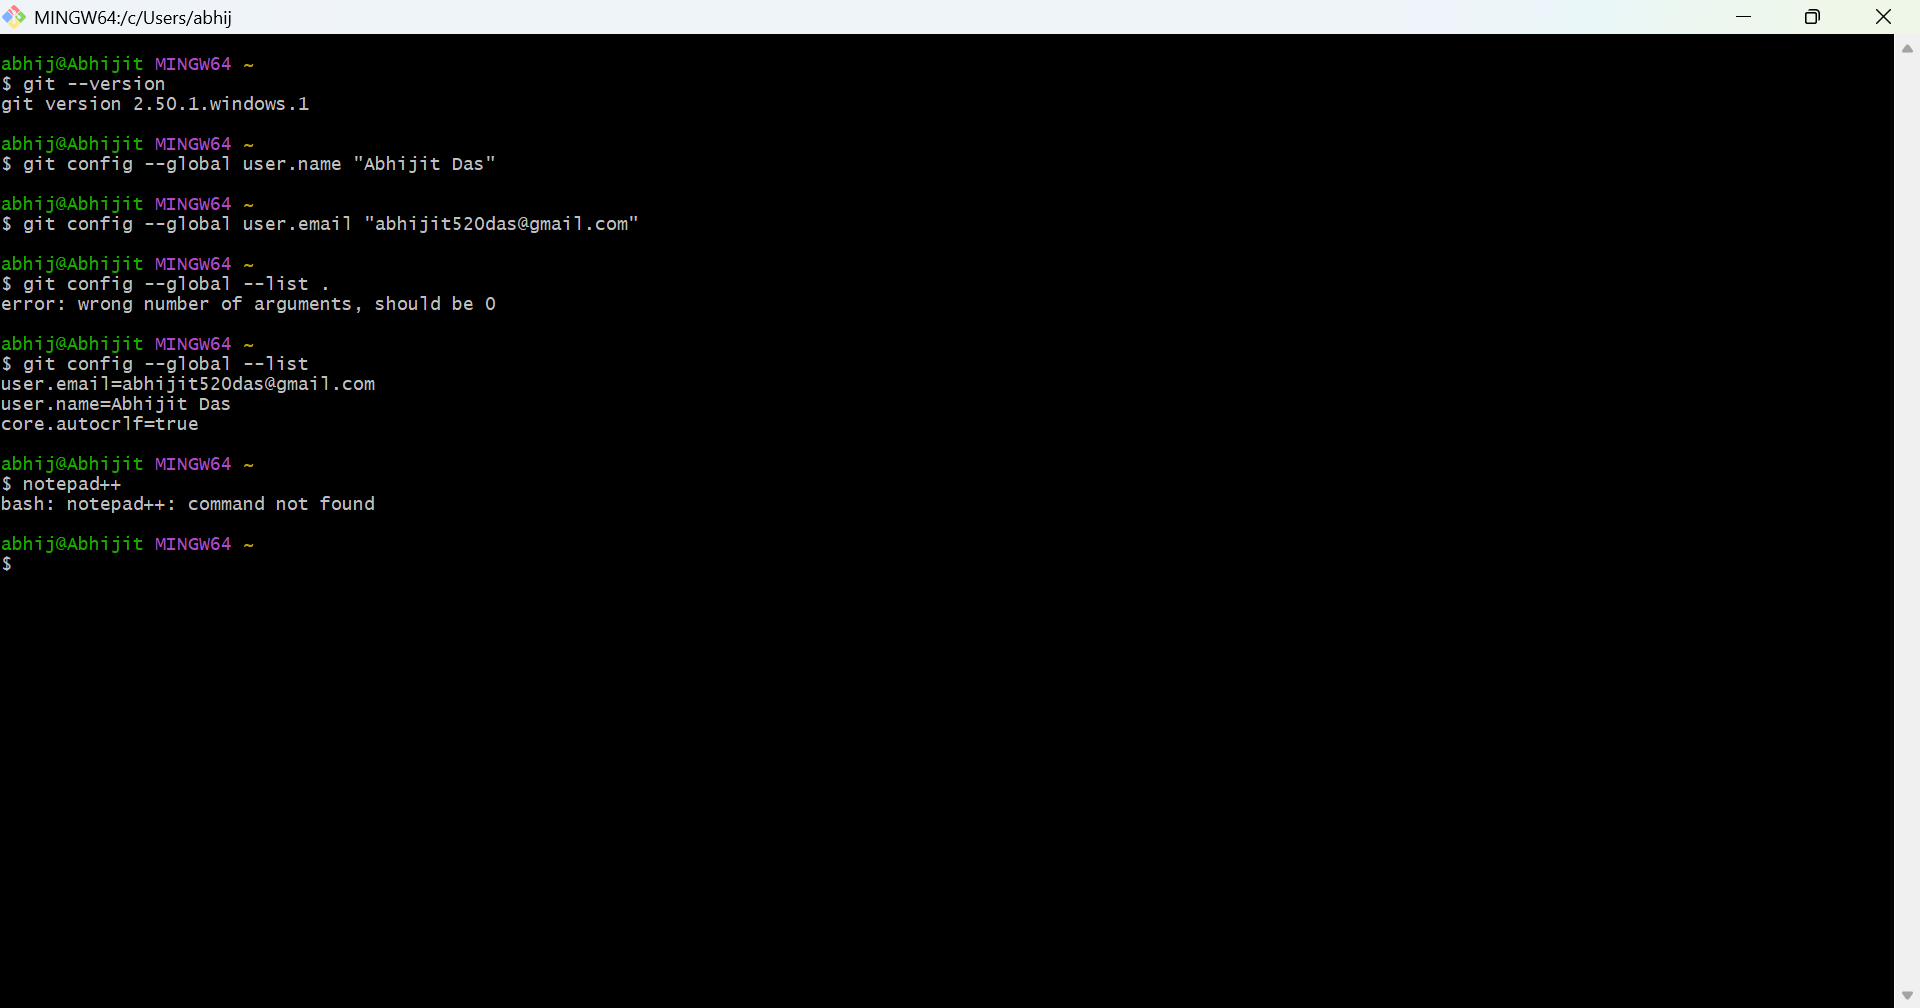 MINGW64:/c/Users/abhij
abhij@Abhijit MINGW64 ~
$ git --version
git version 2.50.1.windows.1
abhij@Abhijit MINGW64 ~
$ git config --global user.name "Abhijit Das"
abhij@Abhijit MINGW64 ~
$ git config --global user.email "abhijit520das@gmail.com"
abhij@Abhijit MINGW64 ~
$ git config --global --list .
error: wrong number of arguments, should be 0
abhij@Abhijit MINGW64 ~
$ git config --global --list
user.email=abhijit520das@gmail.com
user.name=Abhijit Das
core.autocrlf=true
abhij@Abhijit MINGW64 ~
$ notepad++
bash: notepad++: command not found
abhij@Abhijit MINGW64 ~
$